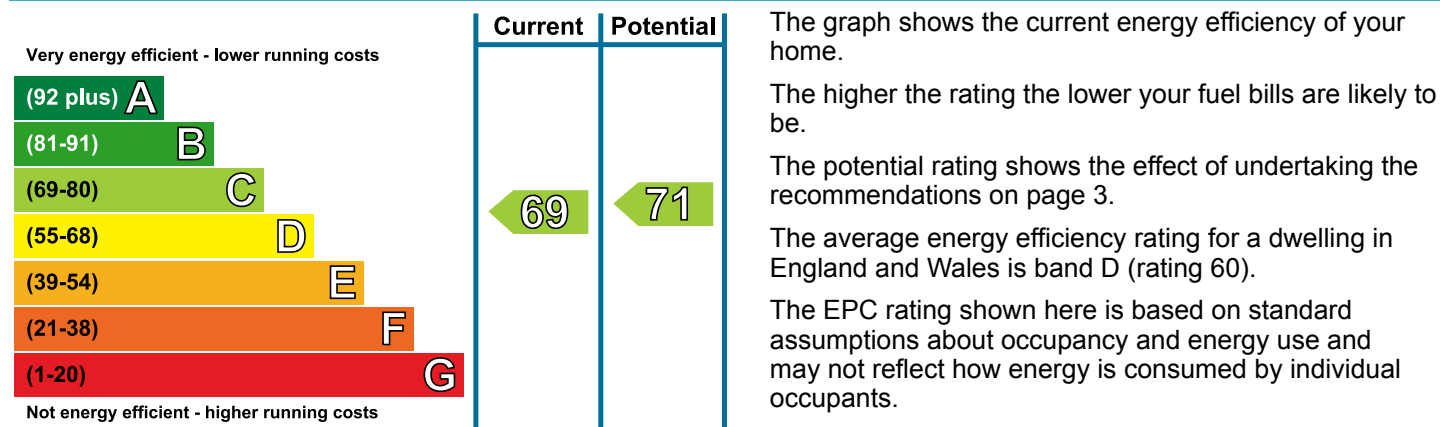 Current Potential
Very energy efficient - lower running costs
(92 plus) A
(81-91) B
(69-80) C
(55-68) D
(39-54) E
(21-38) F
(1-20) G
Not energy efficient - higher running costs
69 71
The graph shows the current energy efficiency of your
home.
The higher the rating the lower your fuel bills are likely to
be.
The potential rating shows the effect of undertaking the
recommendations on page 3.
The average energy efficiency rating for a dwelling in
England and Wales is band D (rating 60).
The EPC rating shown here is based on standard
assumptions about occupancy and energy use and
may not reflect how energy is consumed by individual
occupants.